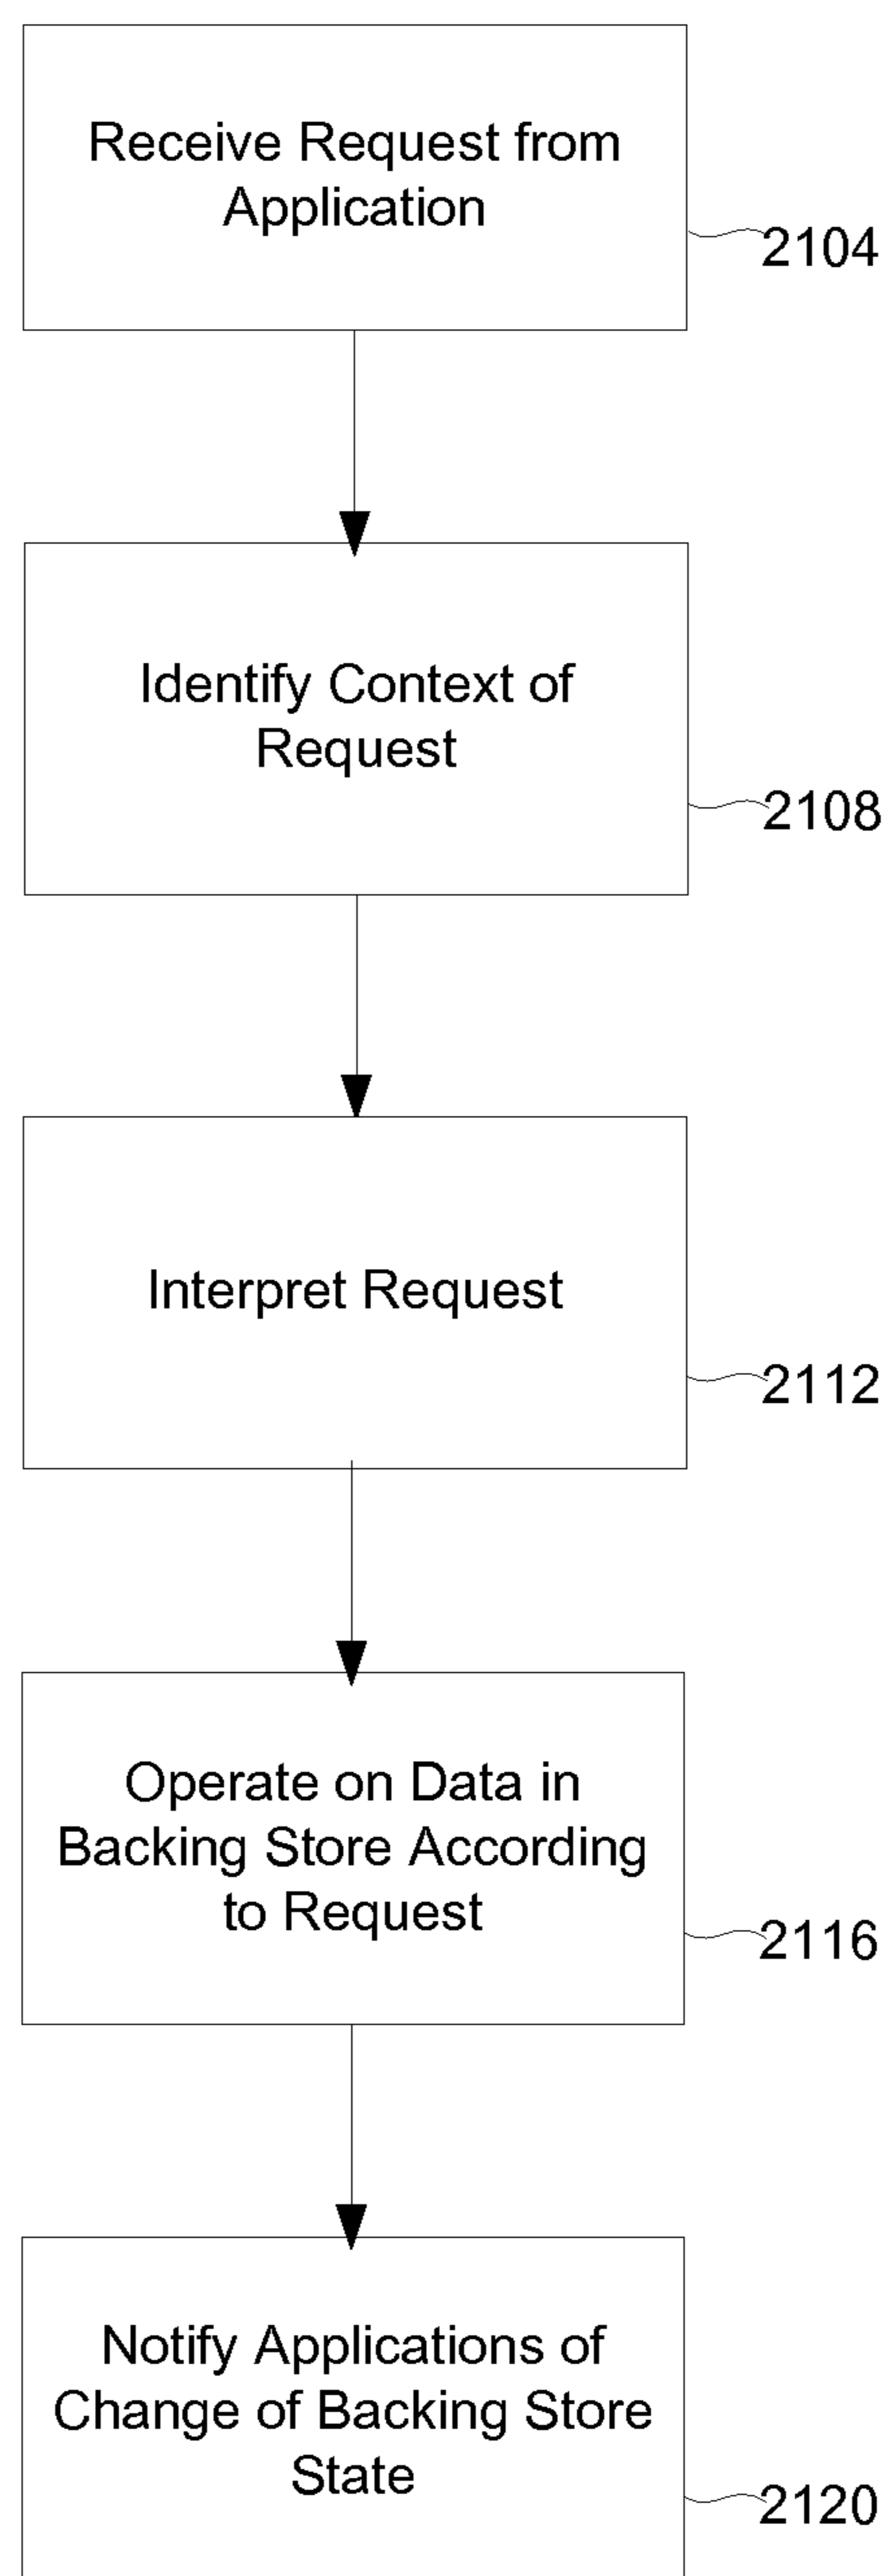 Receive Request from
Application
2104
Identify Context of
Request
2108
Interpret Request
2112
Operate on Data in
Backing Store According
to Request
2116
Notify Applications of
Change of Backing Store
State
2120